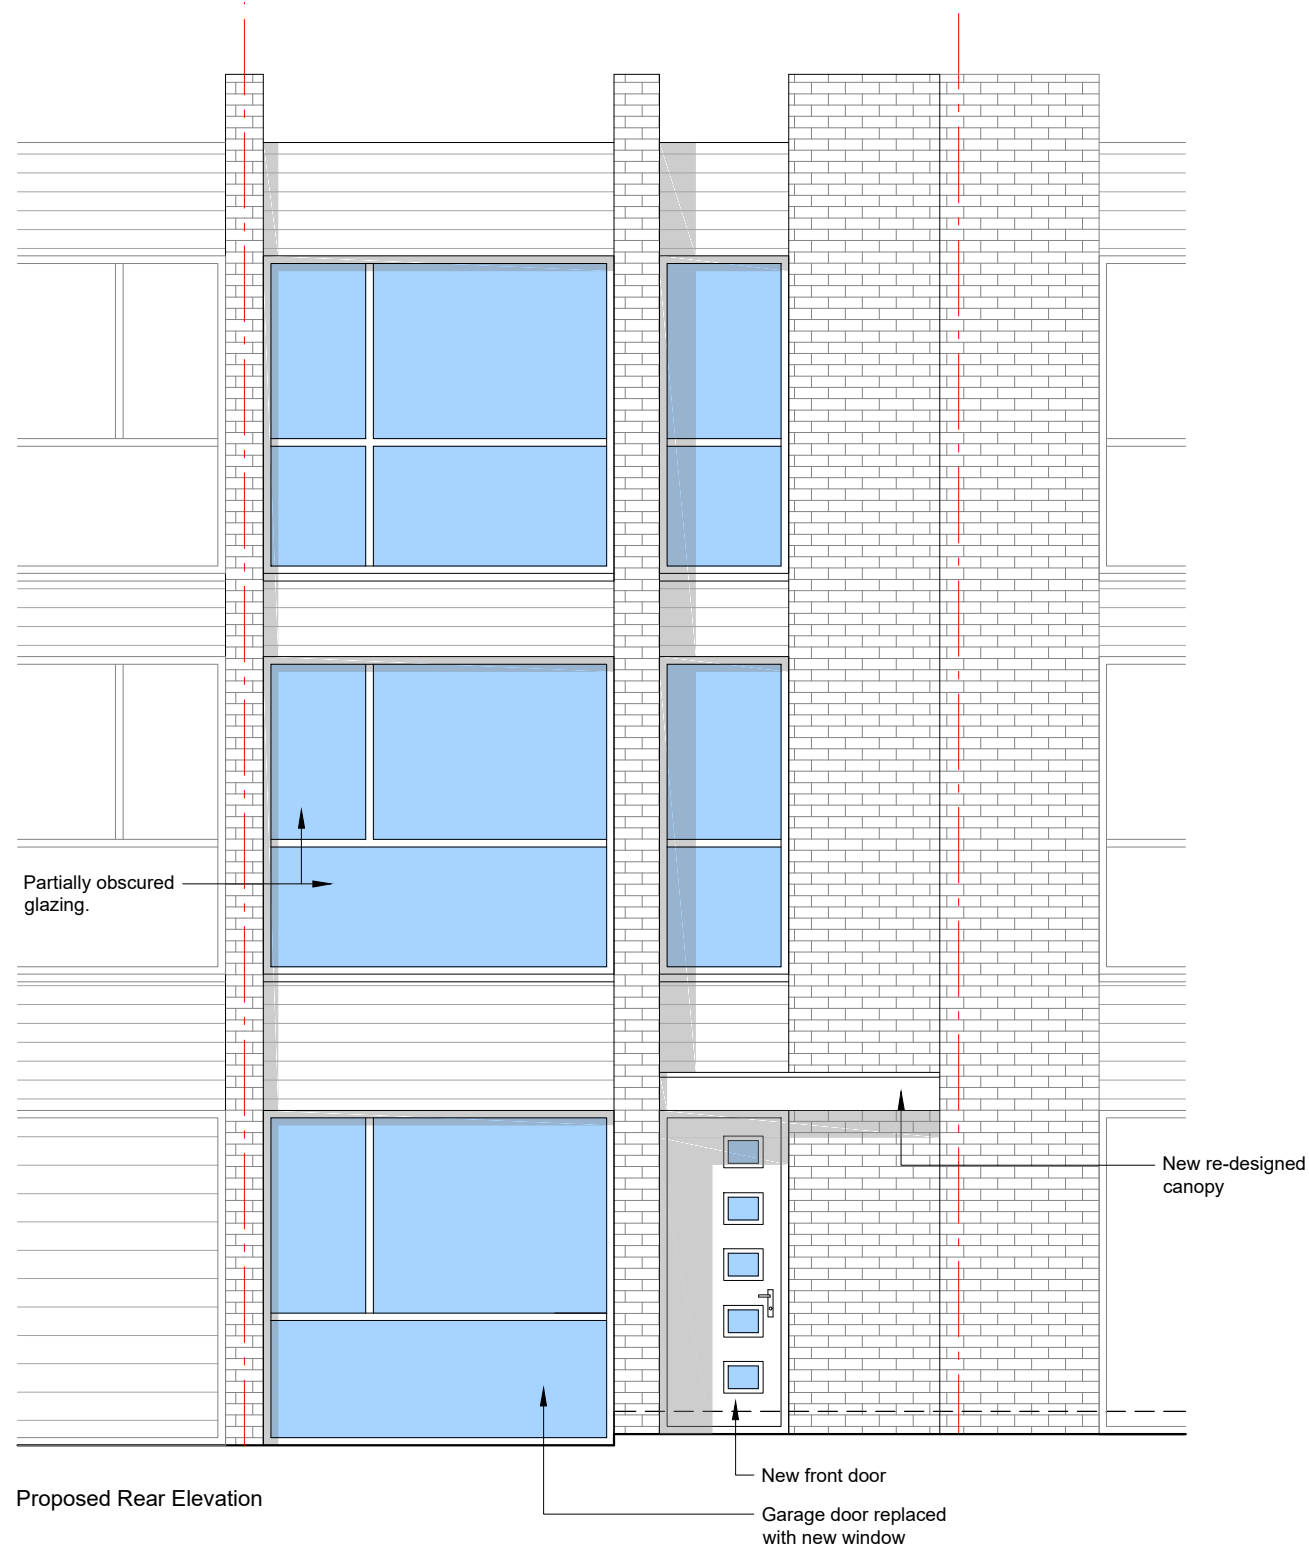 Partially obscured
glazing.
New re-designed
canopy
New front door
Proposed Rear Elevation
Garage door replaced
with new window